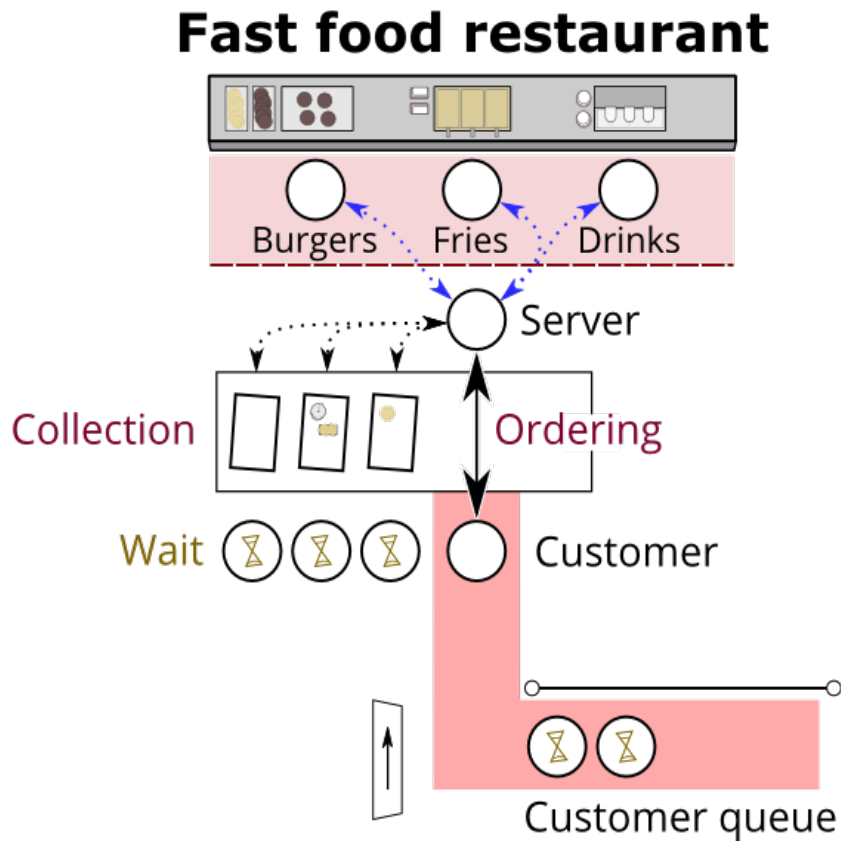 Fast food restaurant
Burgers
Fries
Drinks
Server
Collection
Ordering
Wait
Customer
Customer queue